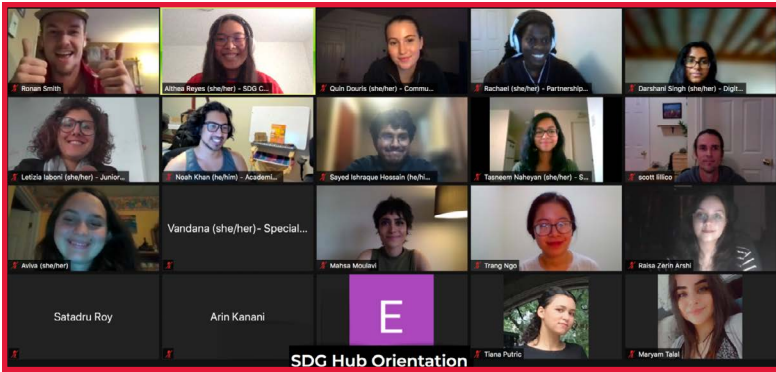 Ronan Smith
Althea Reyes (she/her) - SDG C...
Quin Douris (she/her) - Commu...
Rachael (she/her) - Partnership...
Darshani Singh (she/her) - Digit...
Letizia Iaboni (she/her) - Junior...
Noah Khan (he/him) - Academi...
Sayed Ishraque Hossain (he/hi...
Tasneem Naheyan (she/her) - S...
scott lillico
Aviva (she/her)
Vandana (she/her)- Special...
Mahsa Moulavi
Trang Ngo
Raisa Zerin Arshi
Satadru Roy
Arin Kanani
E
Tiana Putric
Maryam Talal
SDG Hub Orientation